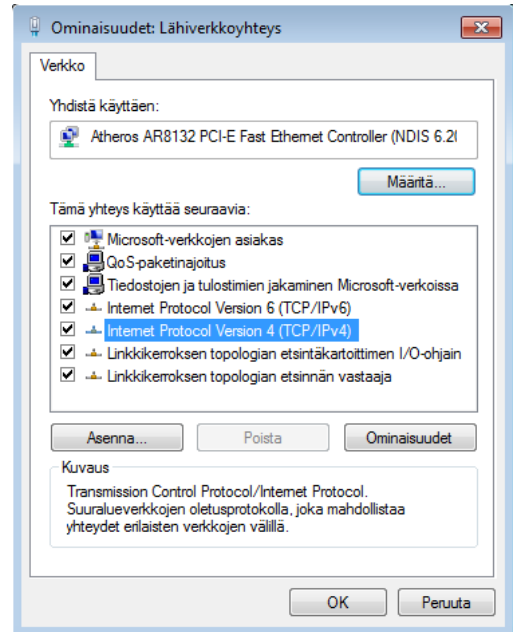 Ominaisuudet: Lähiverkkoyhteys
Verkko
Yhdistä käyttäen:
Atheros AR8132 PCI-E Fast Ethernet Controller (NDIS 6.20
Määritä...
Tämä yhteys käyttää seuraavia:
Microsoft-verkkojen asiakas
QoS-paketinajoitus
Tiedostojen ja tulostimien jakaminen Microsoft-verkoissa
Internet Protocol Version 6 (TCP/IPv6)
Internet Protocol Version 4 (TCP/IPv4)
Linkkikerroksen topologian etsintäkartoittimen I/O-ohjain
Linkkikerroksen topologian etsinnän vastaaja
Asenna... Poista Ominaisuudet
Kuvaus
Transmission Control Protocol/Internet Protocol.
Suuralueverkkojen oletusprotokolla, joka mahdollistaa
yhteydet erilaisten verkkojen välillä.
OK Peruuta